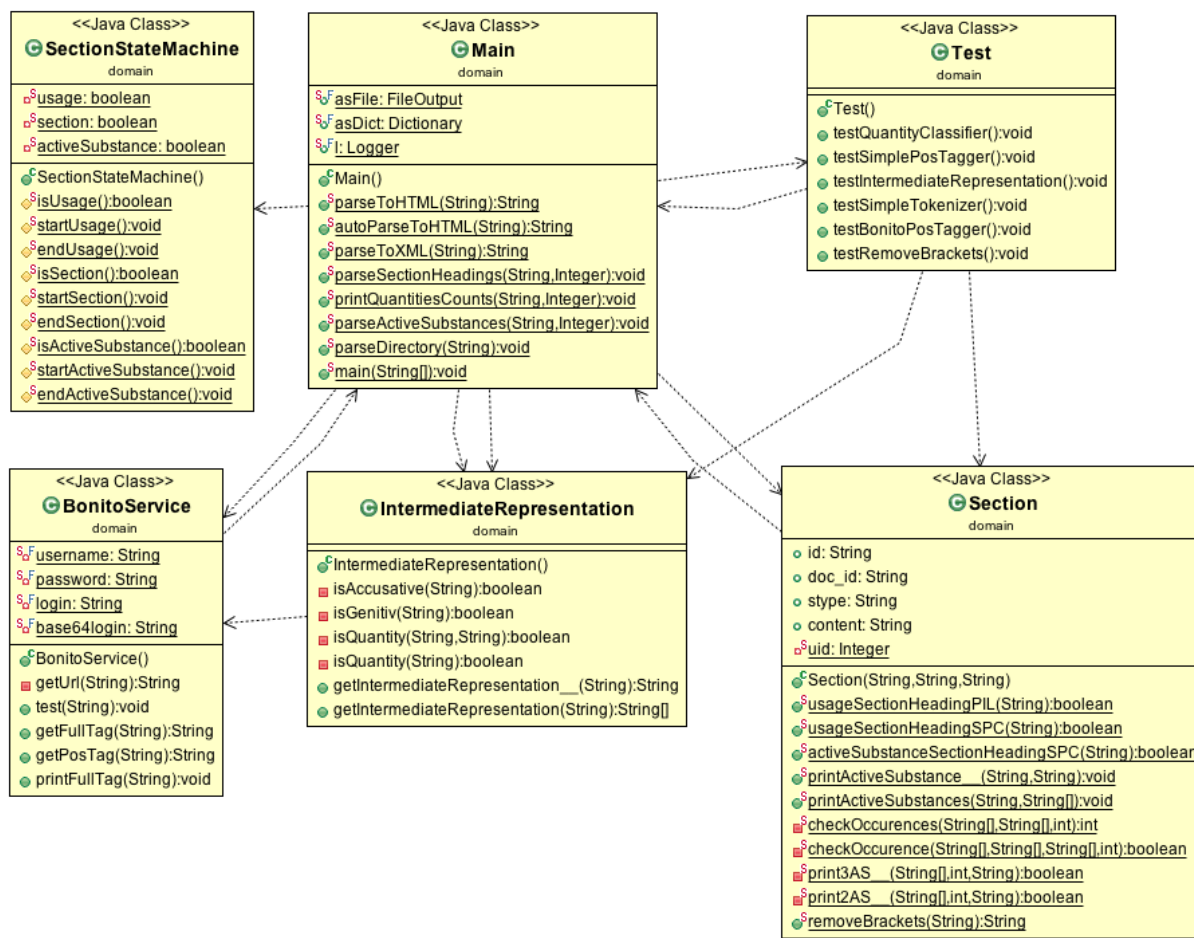 <<Java Class>>
SectionStateMachine
domain
usage: boolean
section: boolean
activeSubstance: boolean
SectionStateMachine()
isUsage():boolean
startUsage():void
endUsage():void
isSection():boolean
startSection():void
endSection():void
isActiveSubstance():boolean
startActiveSubstance():void
endActiveSubstance():void
<<Java Class>>
Main
domain
asFile: FileOutput
asDict: Dictionary
l: Logger
Main()
parseToHTML(String):String
autoParseToHTML(String):String
parseToXML(String):String
parseSectionHeadings(String,Integer):void
printQuantitiesCounts(String,Integer):void
parseActiveSubstances(String,Integer):void
parseDirectory(String):void
main(String[]):void
<<Java Class>>
Test
domain
Test()
testQuantityClassifier():void
testSimplePosTagger():void
testIntermediateRepresentation():void
testSimpleTokenizer():void
testBonitoPosTagger():void
testRemoveBrackets():void
<<Java Class>>
BonitoService
domain
username: String
password: String
login: String
base64login: String
BonitoService()
getUrl(String):String
test(String):void
getFullTag(String):String
getPosTag(String):String
printFullTag(String):void
<<Java Class>>
IntermediateRepresentation
domain
IntermediateRepresentation()
isAccusative(String):boolean
isGenitiv(String):boolean
isQuantity(String,String):boolean
isQuantity(String):boolean
getIntermediateRepresentation__(String):String
getIntermediateRepresentation(String):String[]
<<Java Class>>
Section
domain
id: String
doc_id: String
stype: String
content: String
uid: Integer
Section(String,String,String)
usageSectionHeadingPIL(String):boolean
usageSectionHeadingSPC(String):boolean
activeSubstanceSectionHeadingSPC(String):boolean
printActiveSubstance__(String,String):void
printActiveSubstances(String,String[]):void
checkOccurences(String[],String[],int):int
checkOccurence(String[],String[],String[],int):boolean
print3AS__(String[],int,String):boolean
print2AS__(String[],int,String):boolean
removeBrackets(String):String